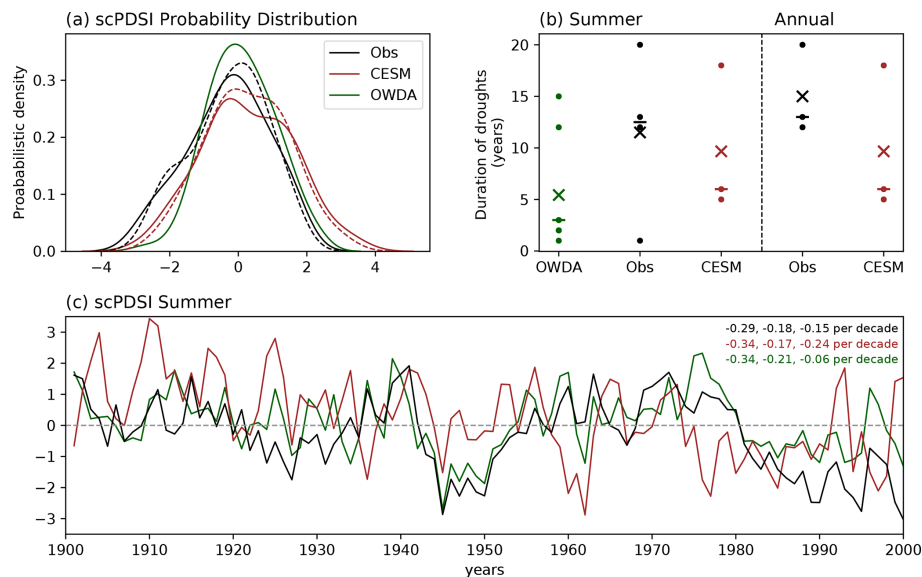 (a) scPDSI Probability Distribution
Proababilistic density
0.3
0.2
0.1
0.0
−4 −2 0 2 4
Obs
CESM
OWDA
(b) Summer Annual
Duration of droughts
(years)
20
15
10
5
0
OWDA Obs CESM Obs CESM
(c) scPDSI Summer
3
2
1
0
−1
−2
−3
-0.29, -0.18, -0.15 per decade
-0.34, -0.17, -0.24 per decade
-0.34, -0.21, -0.06 per decade
1900 1910 1920 1930 1940 1950 1960 1970 1980 1990 2000
years